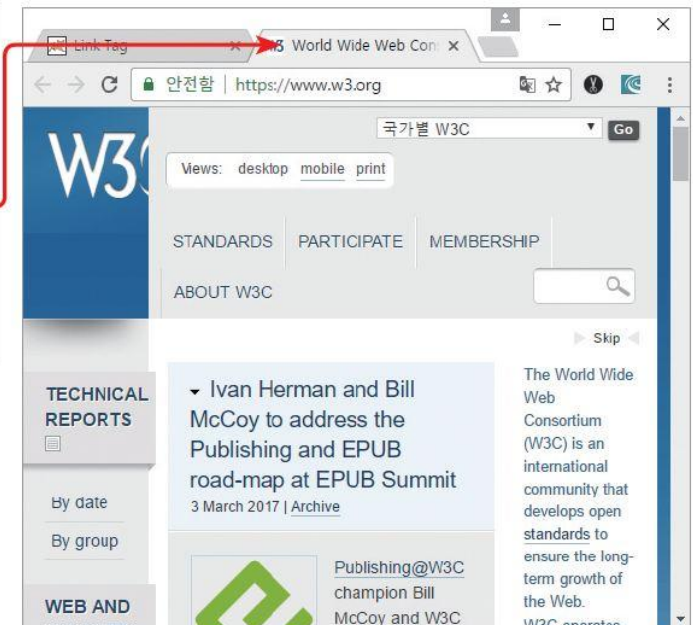 Link Tag
W3 World Wide Web Con
안전함 | https://www.w3.org
국가별 W3C Go
W3C
Views: desktop mobile print
STANDARDS PARTICIPATE MEMBERSHIP
ABOUT W3C
Skip
TECHNICAL
REPORTS
By date
By group
WEB AND
Ivan Herman and Bill
McCoy to address the
Publishing and EPUB
road-map at EPUB Summit
3 March 2017 | Archive
Publishing@W3C
champion Bill
McCoy and W3C
The World Wide
Web
Consortium
(W3C) is an
international
community that
develops open
standards to
ensure the long-
term growth of
the Web.
W3C operates